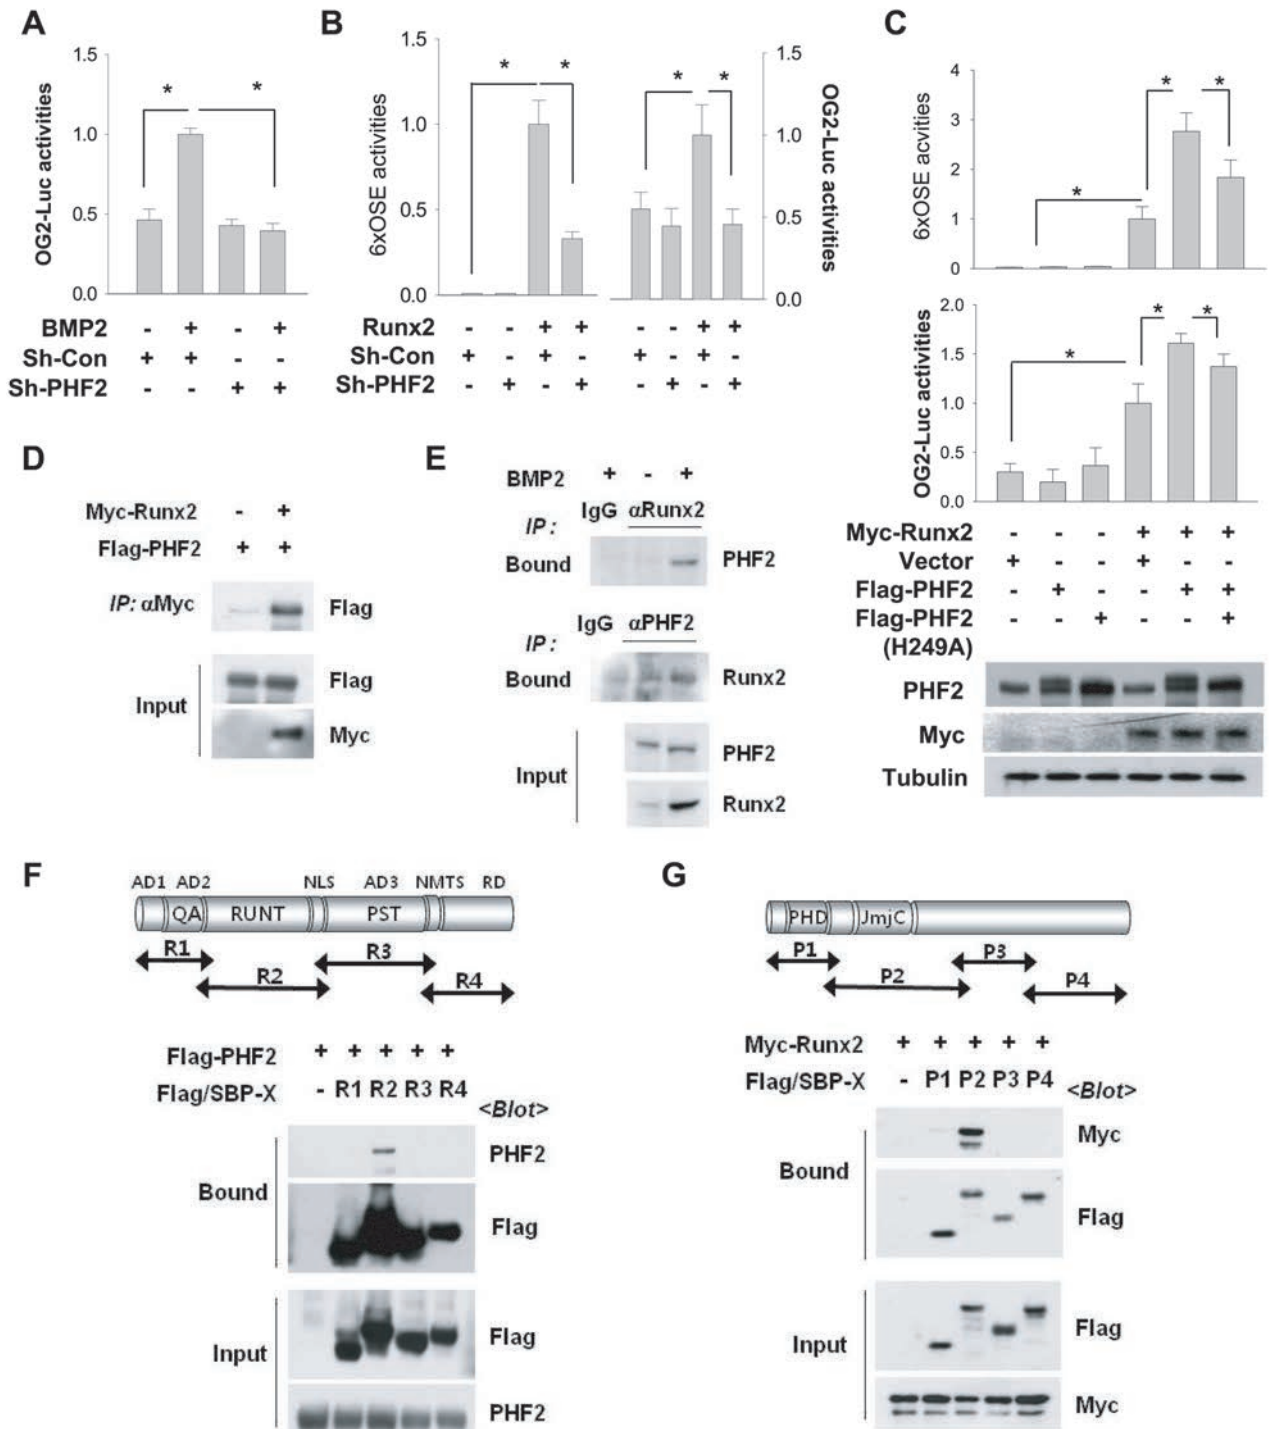 A
1.5
1.0
0.5
0.0
OG2-Luc activities
* *
BMP2 - + - +
Sh-Con + + - -
Sh-PHF2 - - + +
B
1.5
1.0
0.5
0.0
6xOSE activities
* * * *
1.5
1.0
0.5
0.0
OG2-Luc activities
Runx2 - - + + - - + +
Sh-Con + - + - + - + -
Sh-PHF2 - + - + - + - +
C
4
3
2
1
0
6xOSE acvities
* * *
2.0
1.5
1.0
0.5
0.0
OG2-Luc activities
* * *
Myc-Runx2 - - - + + +
Vector + - - + - -
Flag-PHF2 - + - - + +
Flag-PHF2 - - + - - +
(H249A)
PHF2
Myc
Tubulin
D
Myc-Runx2 - +
Flag-PHF2 + +
IP: αMyc Flag
Input
Flag
Myc
E
BMP2 + - +
IP : IgG αRunx2
Bound PHF2
IP : IgG αPHF2
Bound Runx2
Input
PHF2
Runx2
F
AD1 AD2 NLS AD3 NMTS RD
QA RUNT PST
R1 R3
R2 R4
Flag-PHF2 + + + + +
Flag/SBP-X - R1 R2 R3 R4
<Blot>
Bound
PHF2
Flag
Input
Flag
PHF2
G
PHD JmjC
P1 P3
P2 P4
Myc-Runx2 + + + + +
Flag/SBP-X - P1 P2 P3 P4 <Blot>
Bound
Myc
Flag
Input
Flag
Myc